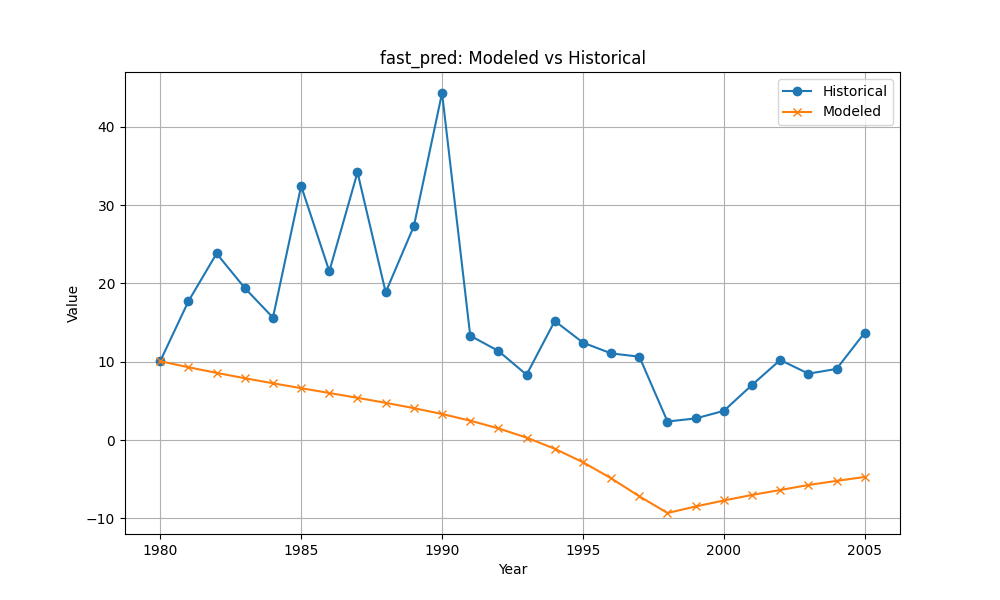 fast_pred: Modeled vs Historical
Historical
Modeled
Value
40
30
20
10
0
−10
1980
1985
1990
1995
2000
2005
Year